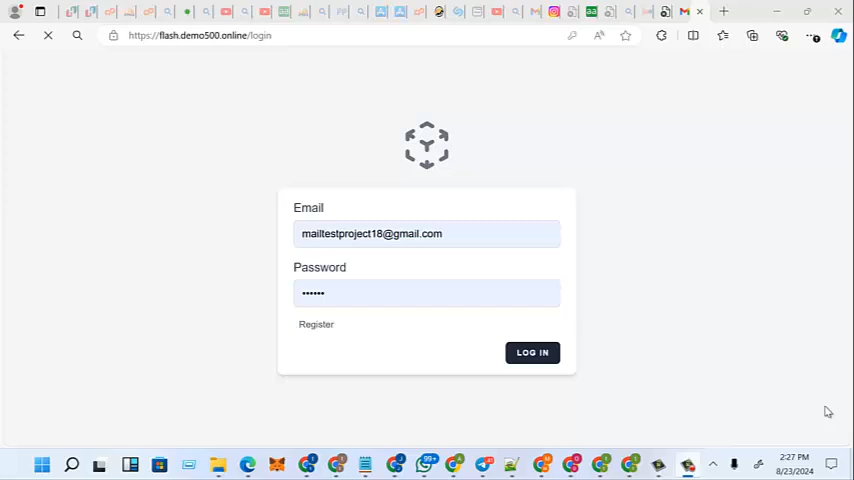 https://flash.demo500.online/login
Email
mailtestproject18@gmail.com
Password
••••••
Register
LOG IN
99+
2:27 PM
8/23/2024